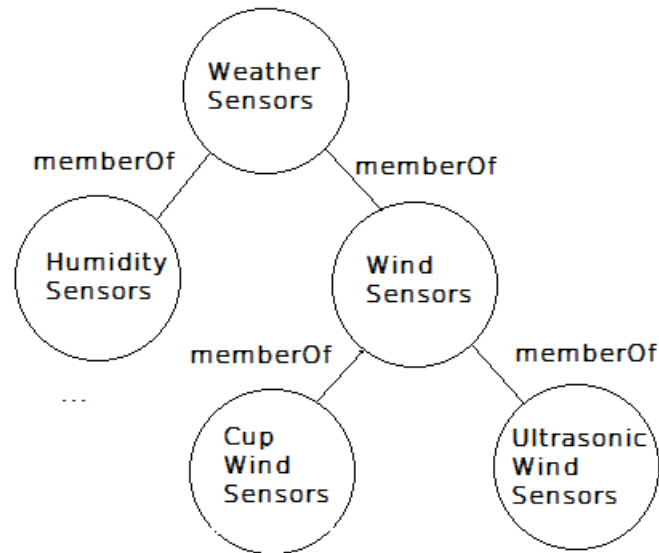 Weather
Sensors
memberOf
memberOf
Humidity
Sensors
Wind
Sensors
memberOf
memberOf
...
Cup
Wind
Sensors
Ultrasonic
Wind
Sensors